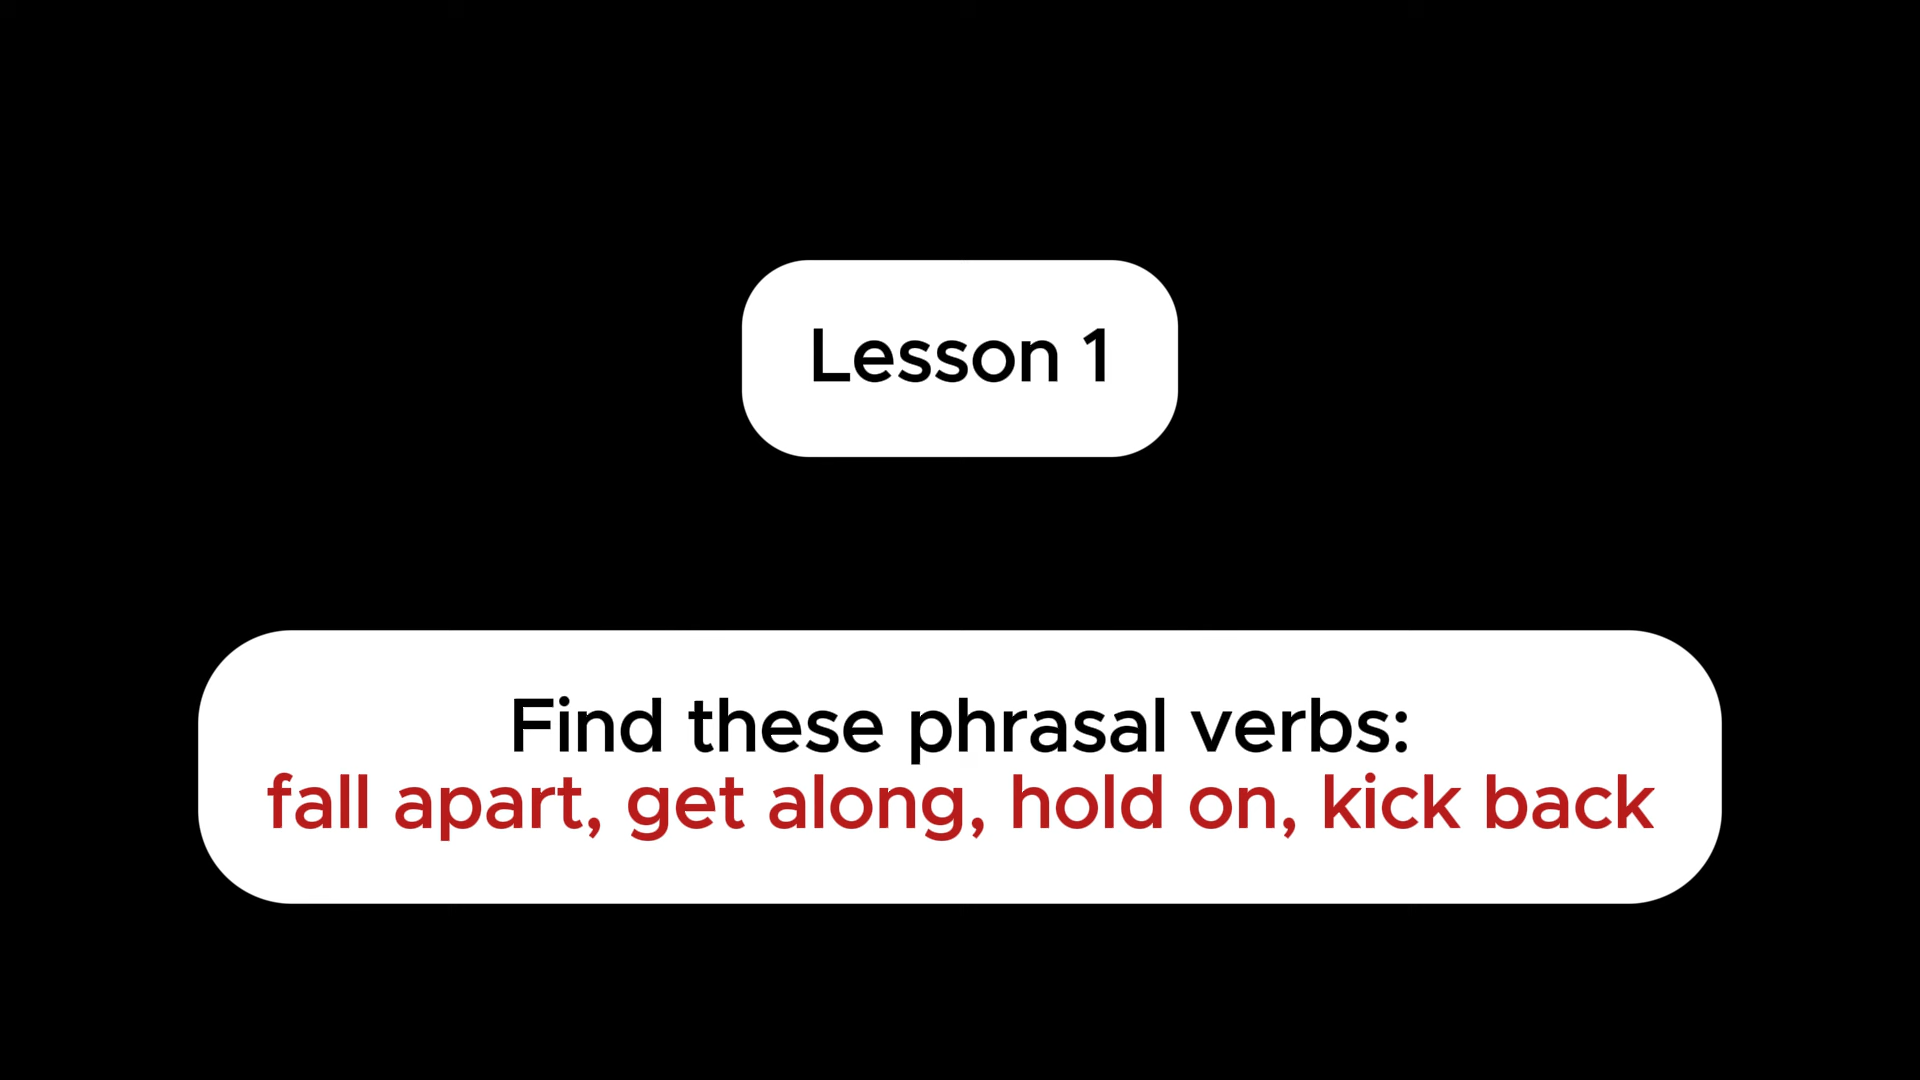 Lesson 1
Find these phrasal verbs:
fall apart, get along, hold on, kick back